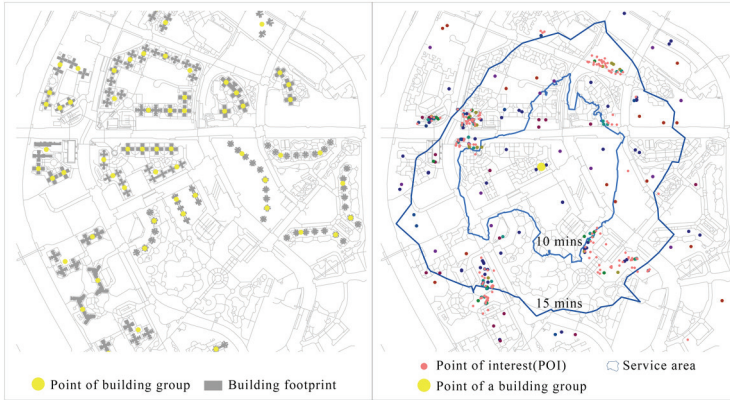 10 mins
15 mins
Point of building group
Building footprint
Point of interest(POI)
Service area
Point of a building group